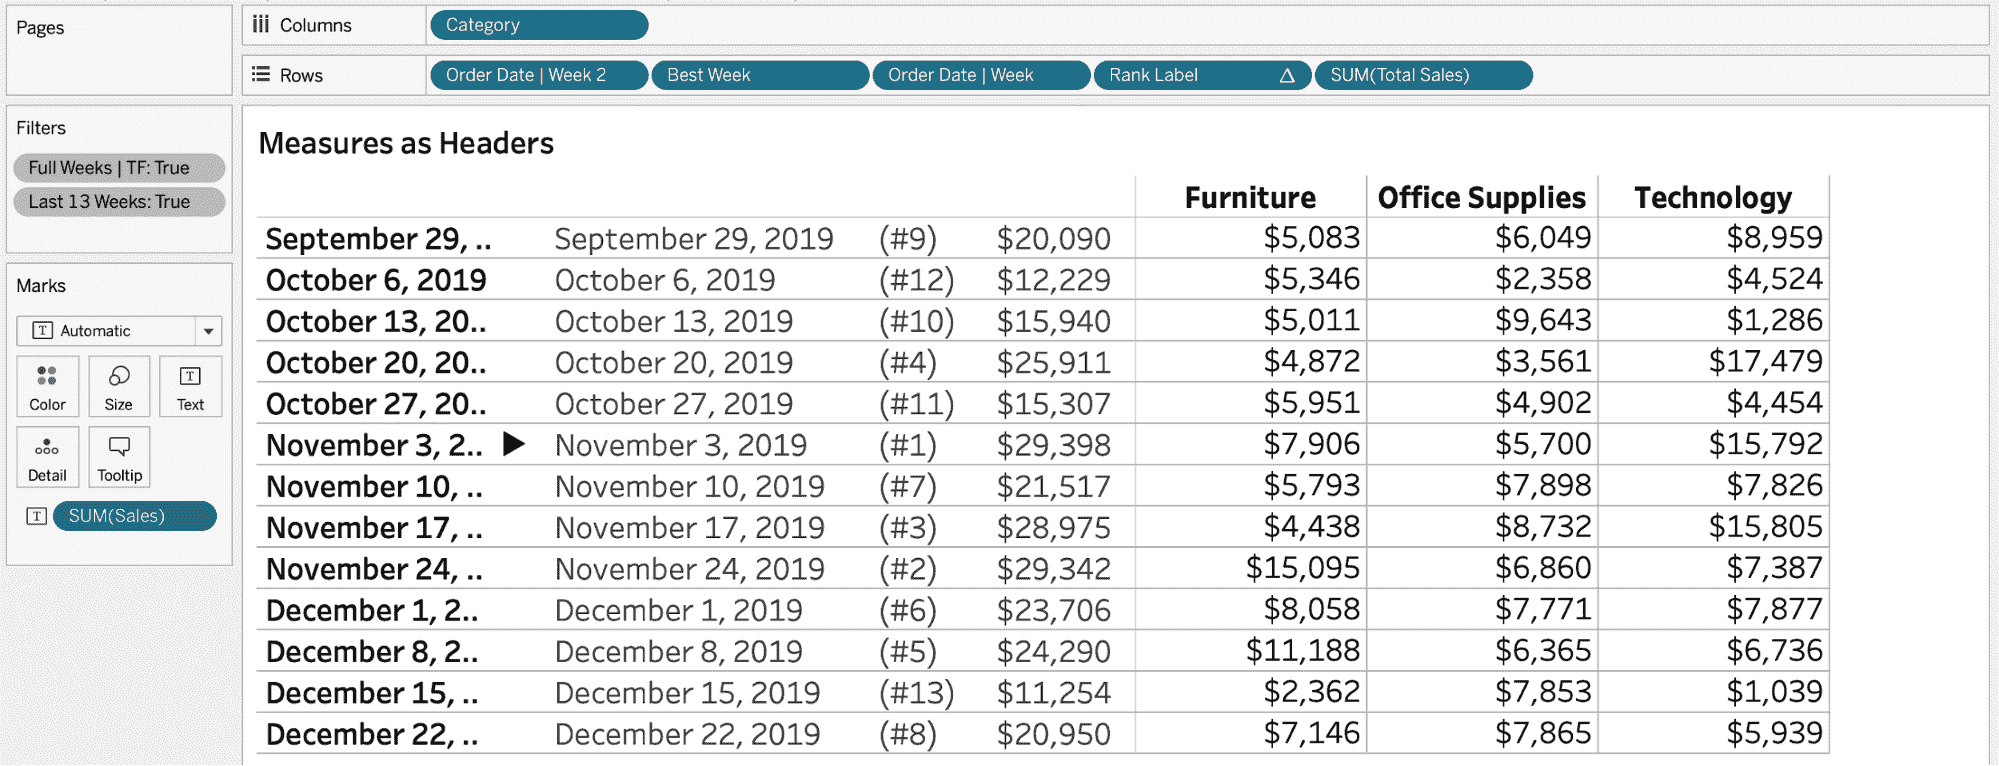 Pages
Columns
Category
Rows
Order Date | Week 2
Best Week
Order Date | Week
Rank Label
SUM(Total Sales)
Filters
Full Weeks | TF: True
Last 13 Weeks: True
Marks
T Automatic
Color
Size
T
Text
Detail
Tooltip
T SUM(Sales)
Measures as Headers
Furniture Office Supplies Technology
September 29, .. September 29, 2019 (#9) $20,090 $5,083 $6,049 $8,959
October 6, 2019 October 6, 2019 (#12) $12,229 $5,346 $2,358 $4,524
October 13, 20.. October 13, 2019 (#10) $15,940 $5,011 $9,643 $1,286
October 20, 20.. October 20, 2019 (#4) $25,911 $4,872 $3,561 $17,479
October 27, 20.. October 27, 2019 (#11) $15,307 $5,951 $4,902 $4,454
November 3, 2.. ▶ November 3, 2019 (#1) $29,398 $7,906 $5,700 $15,792
November 10, .. November 10, 2019 (#7) $21,517 $5,793 $7,898 $7,826
November 17, .. November 17, 2019 (#3) $28,975 $4,438 $8,732 $15,805
November 24, .. November 24, 2019 (#2) $29,342 $15,095 $6,860 $7,387
December 1, 2.. December 1, 2019 (#6) $23,706 $8,058 $7,771 $7,877
December 8, 2.. December 8, 2019 (#5) $24,290 $11,188 $6,365 $6,736
December 15, .. December 15, 2019 (#13) $11,254 $2,362 $7,853 $1,039
December 22, .. December 22, 2019 (#8) $20,950 $7,146 $7,865 $5,939